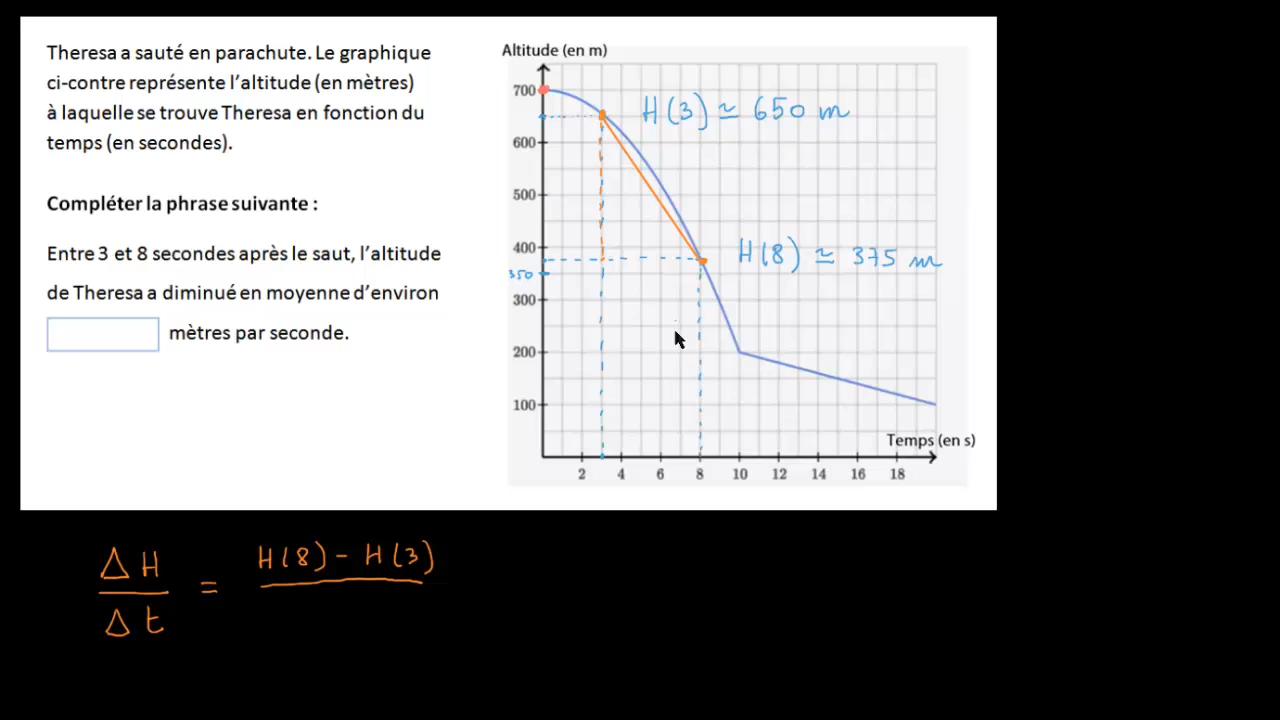 Theresa a sauté en parachute. Le graphique
ci-contre représente l'altitude (en mètres)
à laquelle se trouve Theresa en fonction du
temps (en secondes).
Compléter la phrase suivante :
Entre 3 et 8 secondes après le saut, l'altitude
de Theresa a diminué en moyenne d'environ
mètres par seconde.
Altitude (en m)
700
H(3) ≃ 650 m
600
500
400
H(8) ≃ 375 m
350
300
200
100
Temps (en s)
2 4 6 8 10 12 14 16 18
ΔH / Δt = H(8) - H(3)